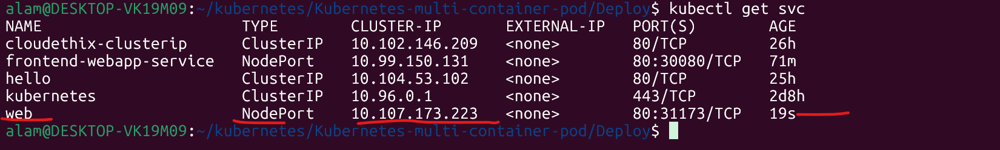 alam@DESKTOP-VK19M09:~/kubernetes/Kubernetes-multi-container-pod/Deploy$ kubectl get svc
NAME TYPE CLUSTER-IP EXTERNAL-IP PORT(S) AGE
cloudethix-clusterip ClusterIP 10.102.146.209 <none> 80/TCP 26h
frontend-webapp-service NodePort 10.99.150.131 <none> 80:30080/TCP 71m
hello ClusterIP 10.104.53.102 <none> 80/TCP 25h
kubernetes ClusterIP 10.96.0.1 <none> 443/TCP 2d8h
web NodePort 10.107.173.223 <none> 80:31173/TCP 19s
alam@DESKTOP-VK19M09:~/kubernetes/Kubernetes-multi-container-pod/Deploy$